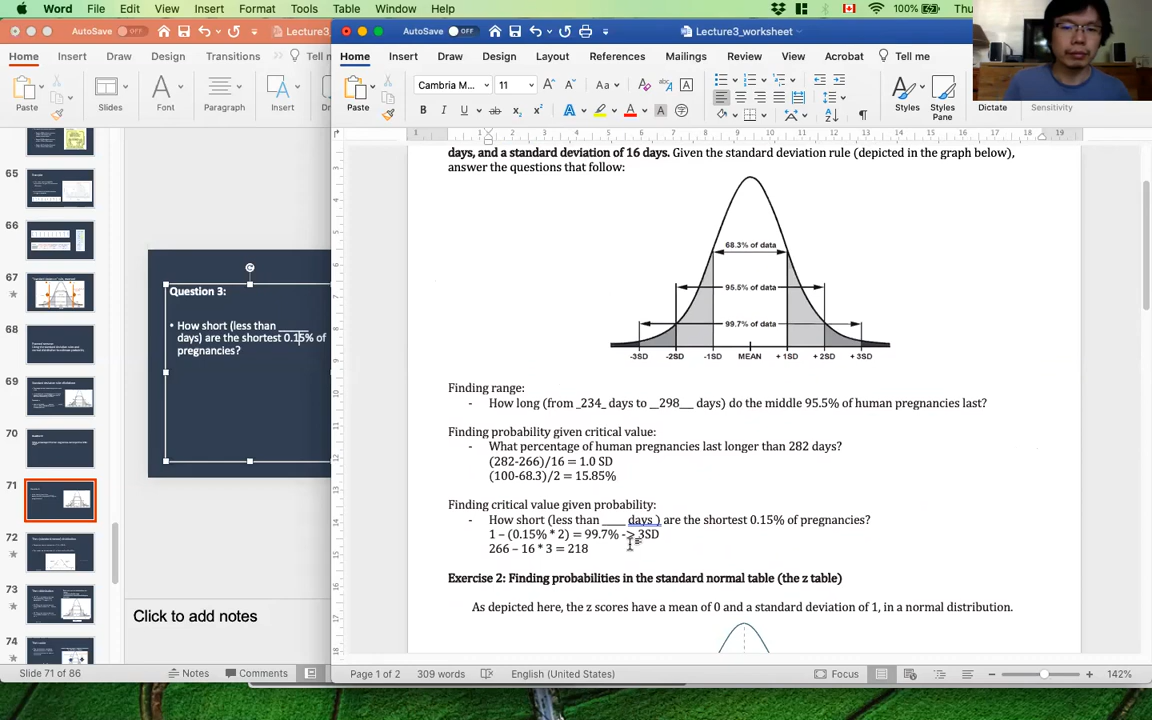 Word File Edit View Insert Format Tools Table Window Help 100% Thu
AutoSave OFF Lecture3
Home Insert Draw Design Transitions Tell m
Paste Slides Font Paragraph Insert
AutoSave OFF Lecture3_worksheet
Home Insert Draw Design Layout References Mailings Review View Acrobat Tell me
Paste Cambria M... 11 Styles Styles Pane Dictate Sensitivity
65
66
67
68
69
70
71
72
73
74
Question 3:
• How short (less than _____
days) are the shortest 0.15% of
pregnancies?
Click to add notes
Slide 71 of 86 Notes Comments
days, and a standard deviation of 16 days. Given the standard deviation rule (depicted in the graph below),
answer the questions that follow:
68.3% of data
95.5% of data
99.7% of data
-3SD -2SD -1SD MEAN + 1SD + 2SD + 3SD
Finding range:
- How long (from _234_ days to __298___ days) do the middle 95.5% of human pregnancies last?
Finding probability given critical value:
- What percentage of human pregnancies last longer than 282 days?
(282-266)/16 = 1.0 SD
(100-68.3)/2 = 15.85%
Finding critical value given probability:
- How short (less than ____ days ) are the shortest 0.15% of pregnancies?
1 – (0.15% * 2) = 99.7% -> 3SD
266 – 16 * 3 = 218
Exercise 2: Finding probabilities in the standard normal table (the z table)
As depicted here, the z scores have a mean of 0 and a standard deviation of 1, in a normal distribution.
Page 1 of 2 309 words English (United States) Focus 142%